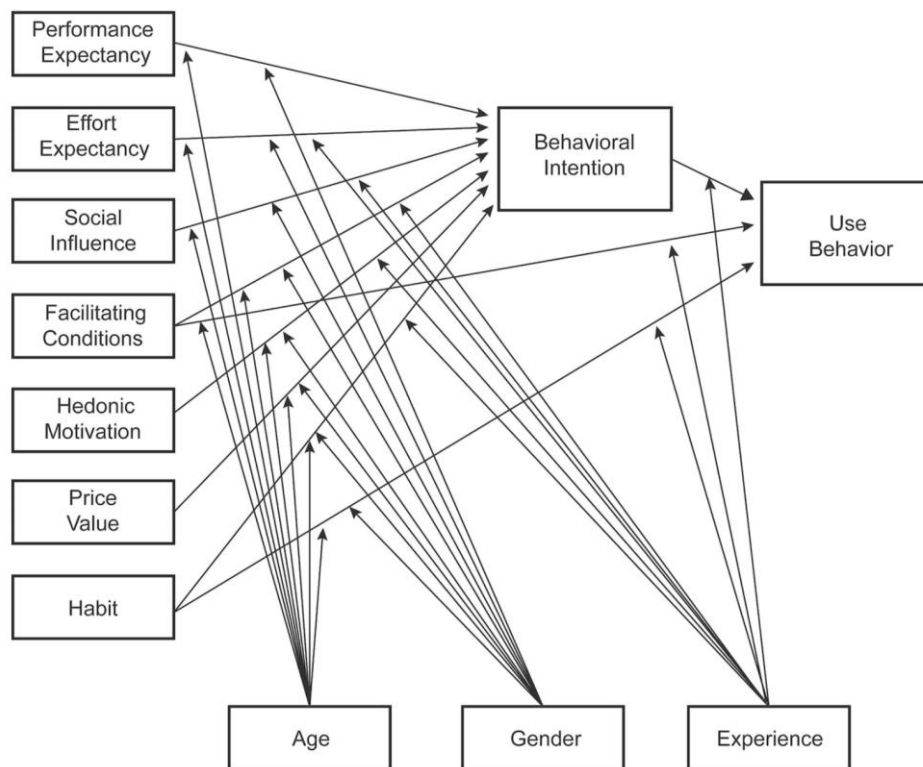 Performance
Expectancy
Effort
Expectancy
Social
Influence
Facilitating
Conditions
Hedonic
Motivation
Price
Value
Habit
Behavioral
Intention
Use
Behavior
Age
Gender
Experience